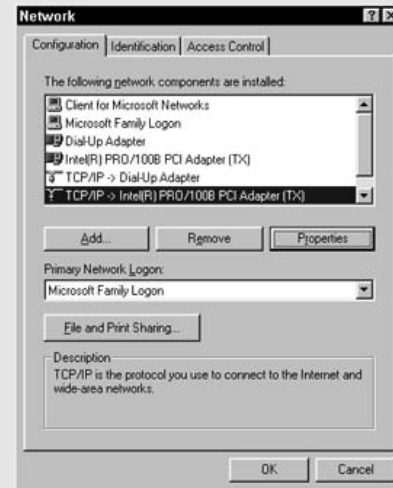 Network
Configuration Identification Access Control
The following network components are installed:
Client for Microsoft Networks
Microsoft Family Logon
Dial-Up Adapter
Intel(R) PRO/100B PCI Adapter (TX)
TCP/IP -> Dial-Up Adapter
TCP/IP -> Intel(R) PRO/100B PCI Adapter (TX)
Add... Remove Properties
Primary Network Logon:
Microsoft Family Logon
File and Print Sharing...
Description
TCP/IP is the protocol you use to connect to the Internet and
wide-area networks.
OK Cancel